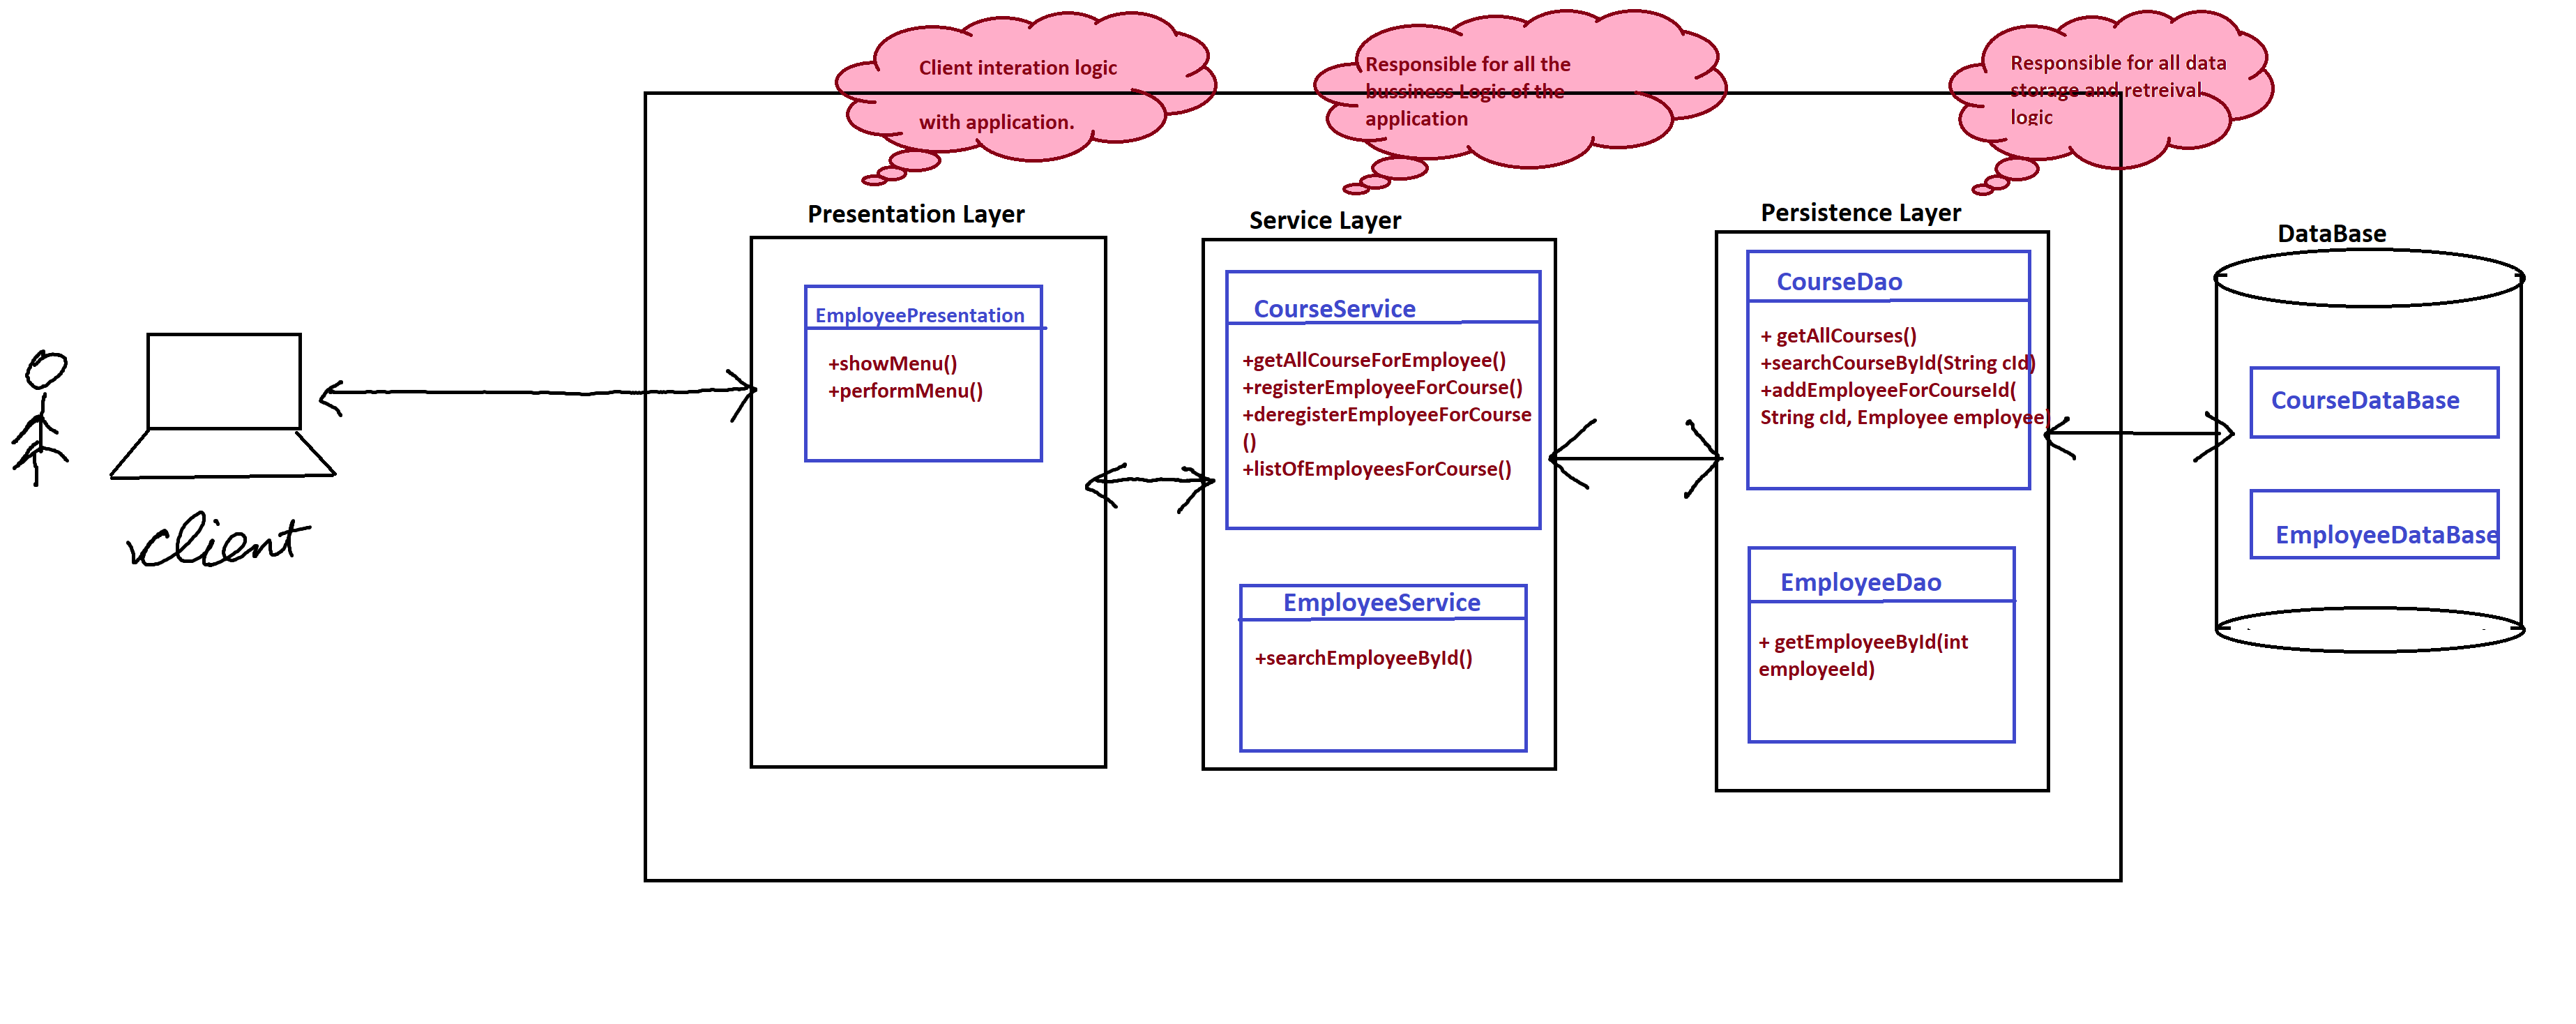 Client interation logic
with application.
Responsible for all the
bussiness Logic of the
application
Responsible for all data
storage and retreival
logic
Presentation Layer
EmployeePresentation
+showMenu()
+performMenu()
Service Layer
CourseService
+getAllCourseForEmployee()
+registerEmployeeForCourse()
+deregisterEmployeeForCourse
()
+listOfEmployeesForCourse()
EmployeeService
+searchEmployeeById()
Persistence Layer
CourseDao
+ getAllCourses()
+searchCourseById(String cId)
+addEmployeeForCourseId(
String cId, Employee employee)
EmployeeDao
+ getEmployeeById(int
employeeId)
DataBase
CourseDataBase
EmployeeDataBase
client